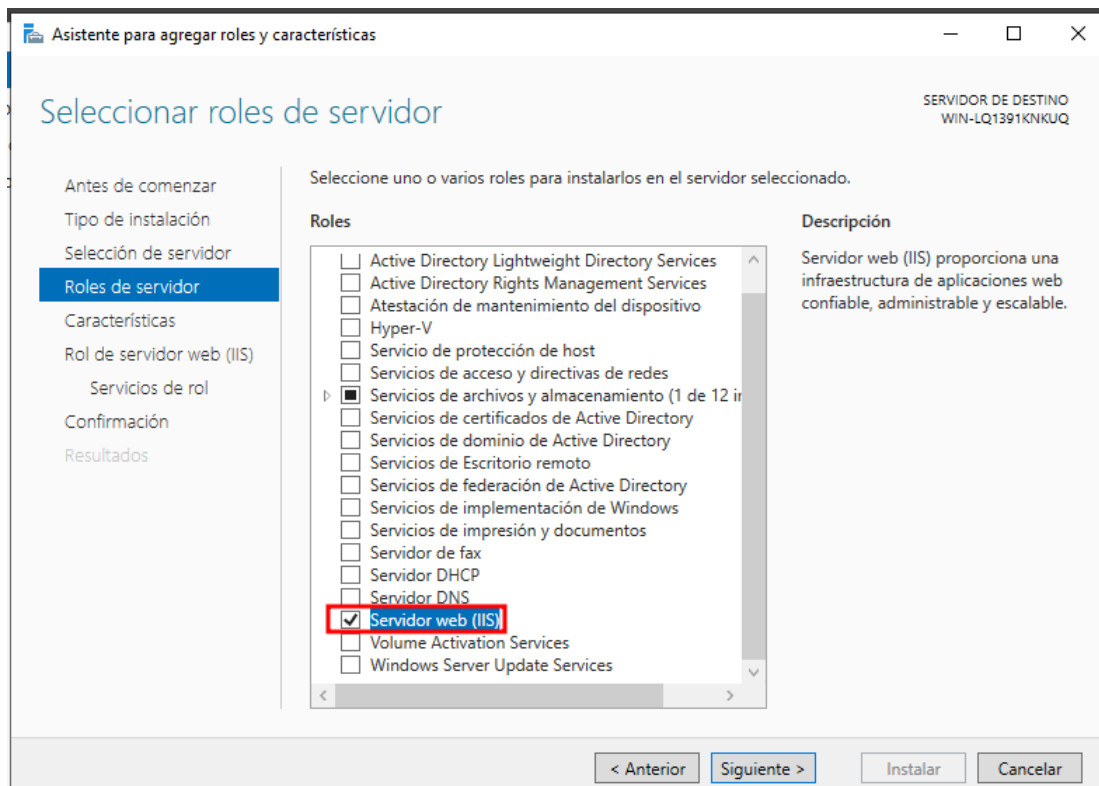 Asistente para agregar roles y características
Seleccionar roles de servidor
SERVIDOR DE DESTINO
WIN-LQ1391KNKUQ
Antes de comenzar
Tipo de instalación
Selección de servidor
Roles de servidor
Características
Rol de servidor web (IIS)
Servicios de rol
Confirmación
Resultados
Seleccione uno o varios roles para instalarlos en el servidor seleccionado.
Roles
Active Directory Lightweight Directory Services
Active Directory Rights Management Services
Atestación de mantenimiento del dispositivo
Hyper-V
Servicio de protección de host
Servicios de acceso y directivas de redes
Servicios de archivos y almacenamiento (1 de 12 in
Servicios de certificados de Active Directory
Servicios de dominio de Active Directory
Servicios de Escritorio remoto
Servicios de federación de Active Directory
Servicios de implementación de Windows
Servicios de impresión y documentos
Servidor de fax
Servidor DHCP
Servidor DNS
Servidor web (IIS)
Volume Activation Services
Windows Server Update Services
Descripción
Servidor web (IIS) proporciona una
infraestructura de aplicaciones web
confiable, administrable y escalable.
< Anterior
Siguiente >
Instalar
Cancelar